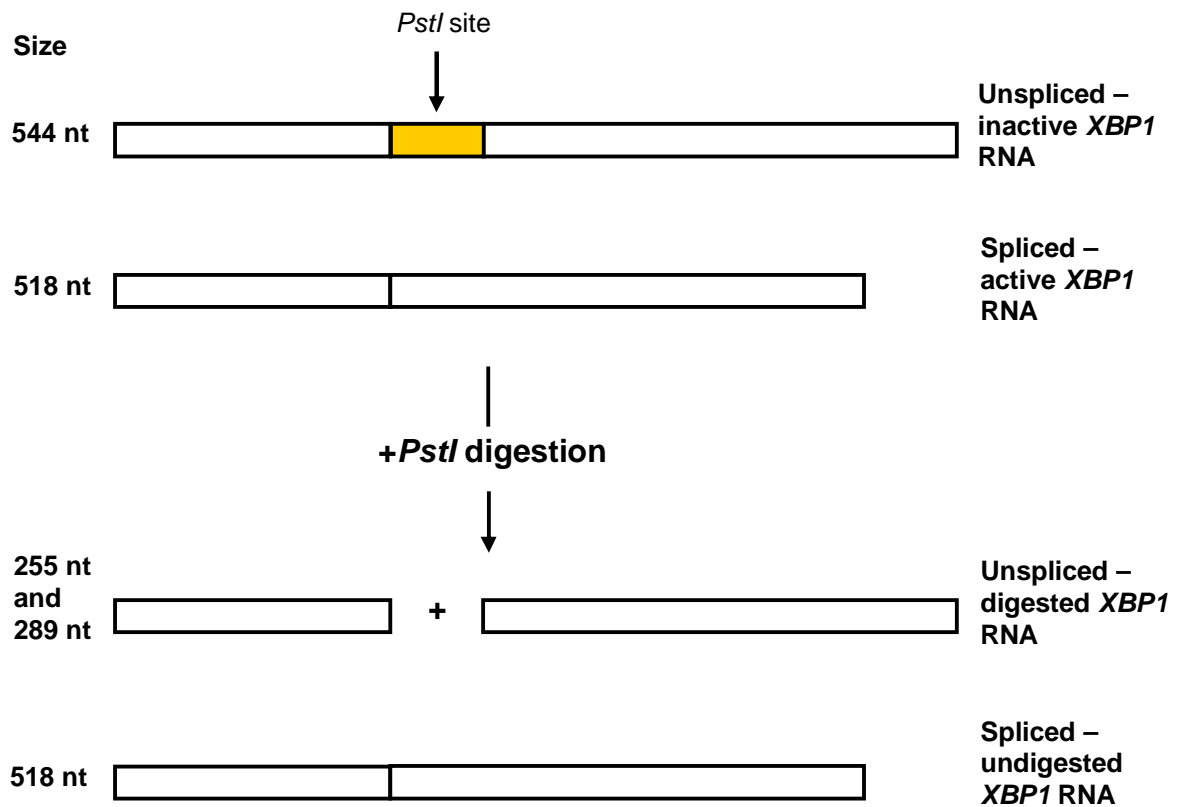 PstI site
Size
544 nt
Unspliced –
inactive XBP1
RNA
518 nt
Spliced –
active XBP1
RNA
+PstI digestion
255 nt
and
289 nt
+
Unspliced –
digested XBP1
RNA
518 nt
Spliced –
undigested
XBP1 RNA